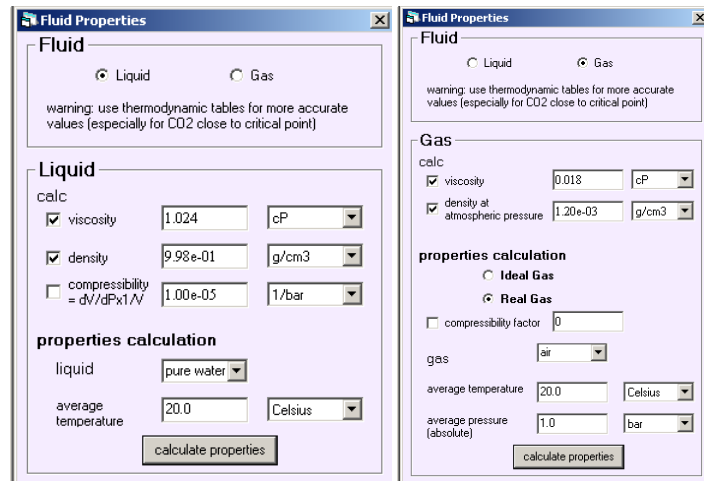 Fluid Properties
Fluid
Liquid Gas
warning: use thermodynamic tables for more accurate
values (especially for CO2 close to critical point)
Liquid
calc
viscosity 1.024 cP
density 9.98e-01 g/cm3
compressibility
= dV/dPx1/V 1.00e-05 1/bar
properties calculation
liquid pure water
average
temperature 20.0 Celsius
calculate properties
Fluid Properties
Fluid
Liquid Gas
warning: use thermodynamic tables for more accurate
values (especially for CO2 close to critical point)
Gas
calc
viscosity 0.018 cP
density at
atmospheric pressure 1.20e-03 g/cm3
properties calculation
Ideal Gas
Real Gas
compressibility factor 0
gas air
average temperature 20.0 Celsius
average pressure
(absolute) 1.0 bar
calculate properties